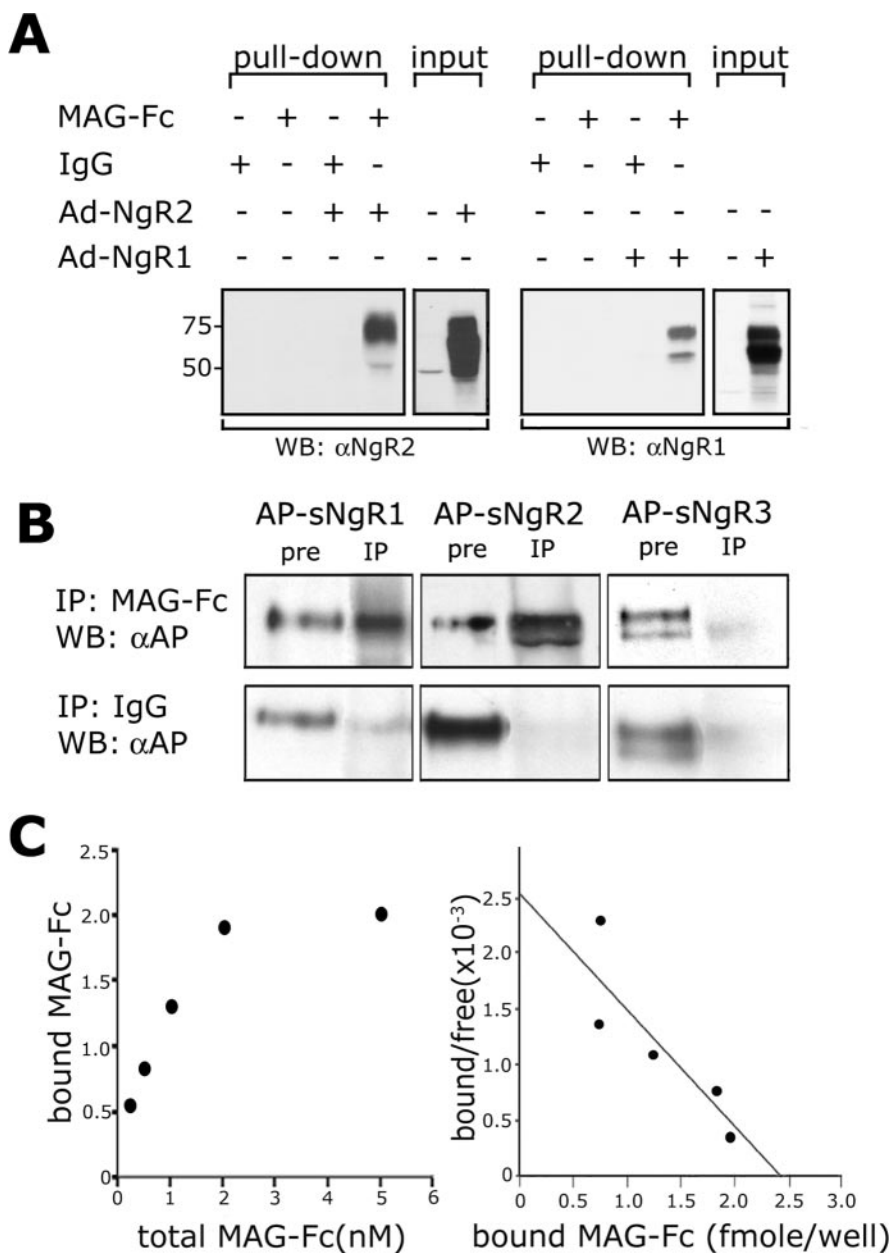 A
pull-down input pull-down input
MAG-Fc - + - + - + - +
IgG + - + - + - + -
Ad-NgR2 - - + + - + - - - - - -
Ad-NgR1 - - - - - - - - + + - +
75-
50-
WB: αNgR2 WB: αNgR1
B
AP-sNgR1 AP-sNgR2 AP-sNgR3
pre IP pre IP pre IP
IP: MAG-Fc
WB: αAP
IP: IgG
WB: αAP
C
bound MAG-Fc
2.5
2.0
1.5
1.0
0.5
0
0 1 2 3 4 5 6
total MAG-Fc(nM)
bound/free(x10-3)
2.5
1.5
1.0
0.5
0
0 0.5 1.0 1.5 2.0 2.5 3.0
bound MAG-Fc (fmole/well)